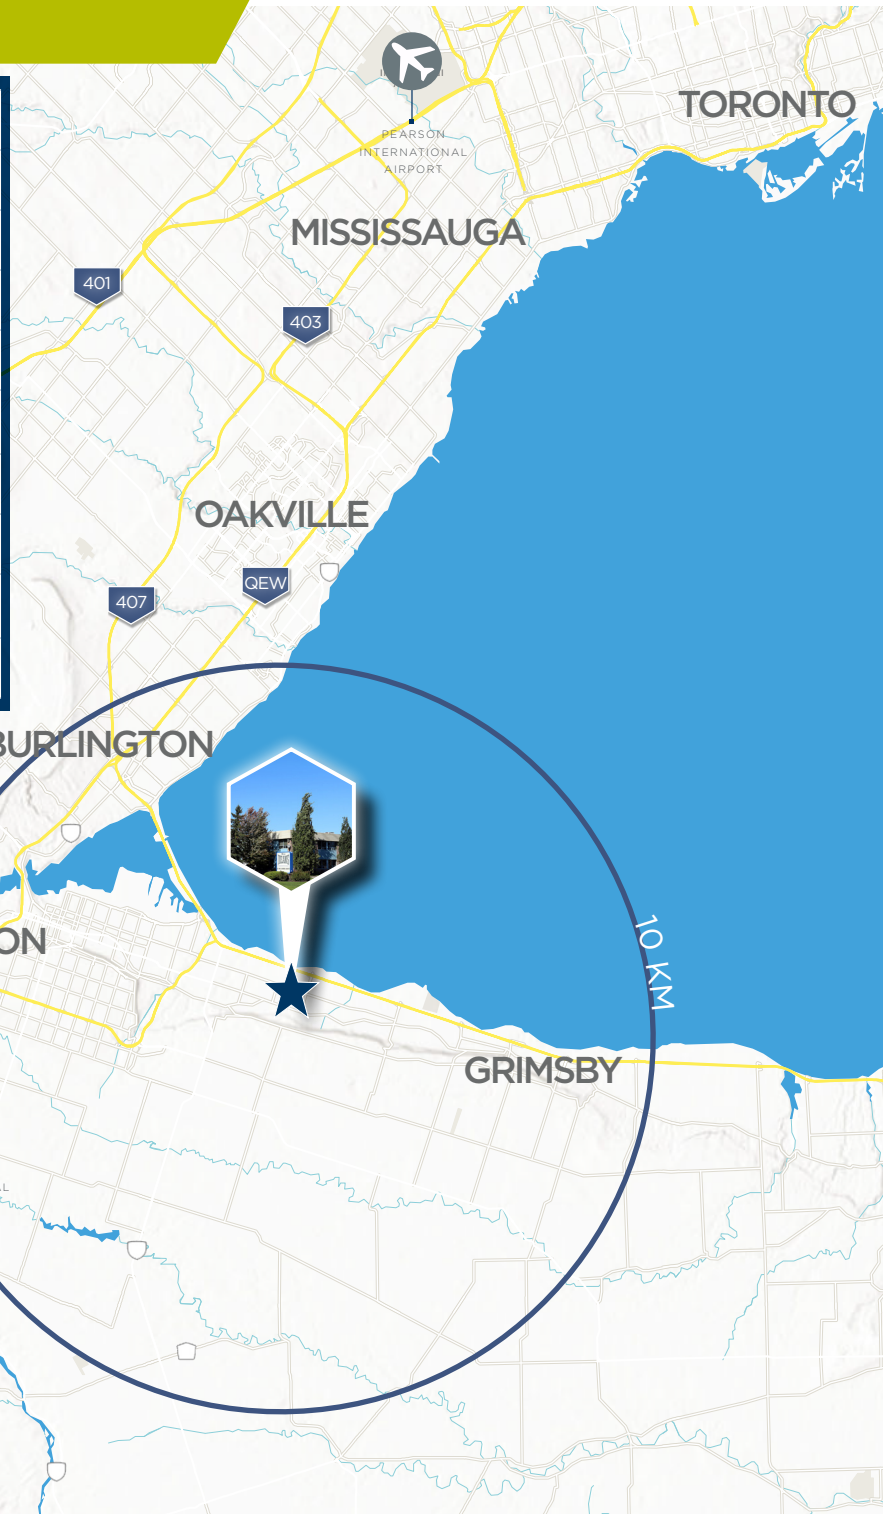 TORONTO
PEARSON
INTERNATIONAL
AIRPORT
MISSISSAUGA
401
403
OAKVILLE
QEW
407
BURLINGTON
10 KM
ON
GRIMSBY